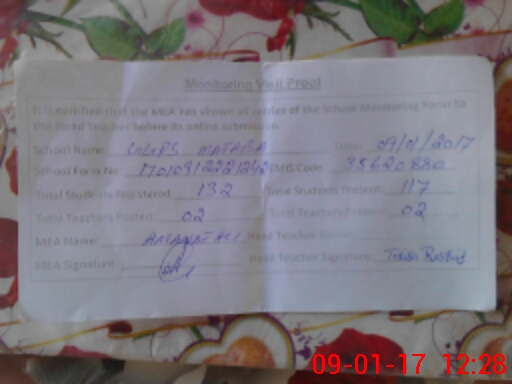 Monitoring Visit Proof
It is certified that the MEA has shown all entries of the School Monitoring Form to
the Head Teacher before its online submission.
School Name: GGPS Date: 09/01/2017
School Form No: EMIS Code: 35620880
Total Students Registered: 132 Total Students Present: 117
Total Teachers Posted: 02 Total Teachers Present: 02
MEA Name: Head Teacher Name:
MEA Signature: Head Teacher Signature:
09-01-17 12:28